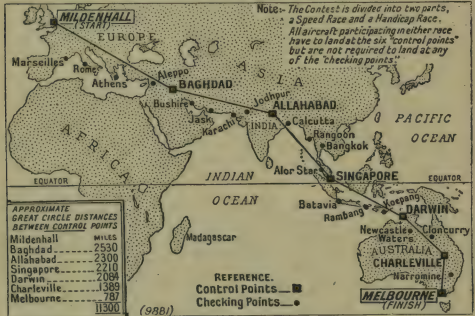 Note:- The Contest is divided into two parts,
a Speed Race and a Handicap Race.
All aircraft participating in either race
have to land at the six "control points"
but are not required to land at any
of the "checking points."
MILDENHALL
(START)
EUROPE
ASIA
Marseilles
Rome
Athens
Aleppo
BAGHDAD
Bushire
Jask
Karachi
Jodhpur
ALLAHABAD
INDIA
Calcutta
Rangoon
Bangkok
PACIFIC
OCEAN
AFRICA
Alor Star
SINGAPORE
EQUATOR
INDIAN
OCEAN
EQUATOR
Batavia
Rambang
Koepang
DARWIN
Newcastle
Waters
Cloncurry
AUSTRALIA
CHARLEVILLE
Narromine
MELBOURNE
(FINISH)
Madagascar
APPROXIMATE
GREAT CIRCLE DISTANCES
BETWEEN CONTROL POINTS
Mildenhall MILES
Baghdad 2530
Allahabad 2300
Singapore 2210
Darwin 2084
Charleville 1389
Melbourne 787
11300
(9881)
REFERENCE.
Control Points
Checking Points